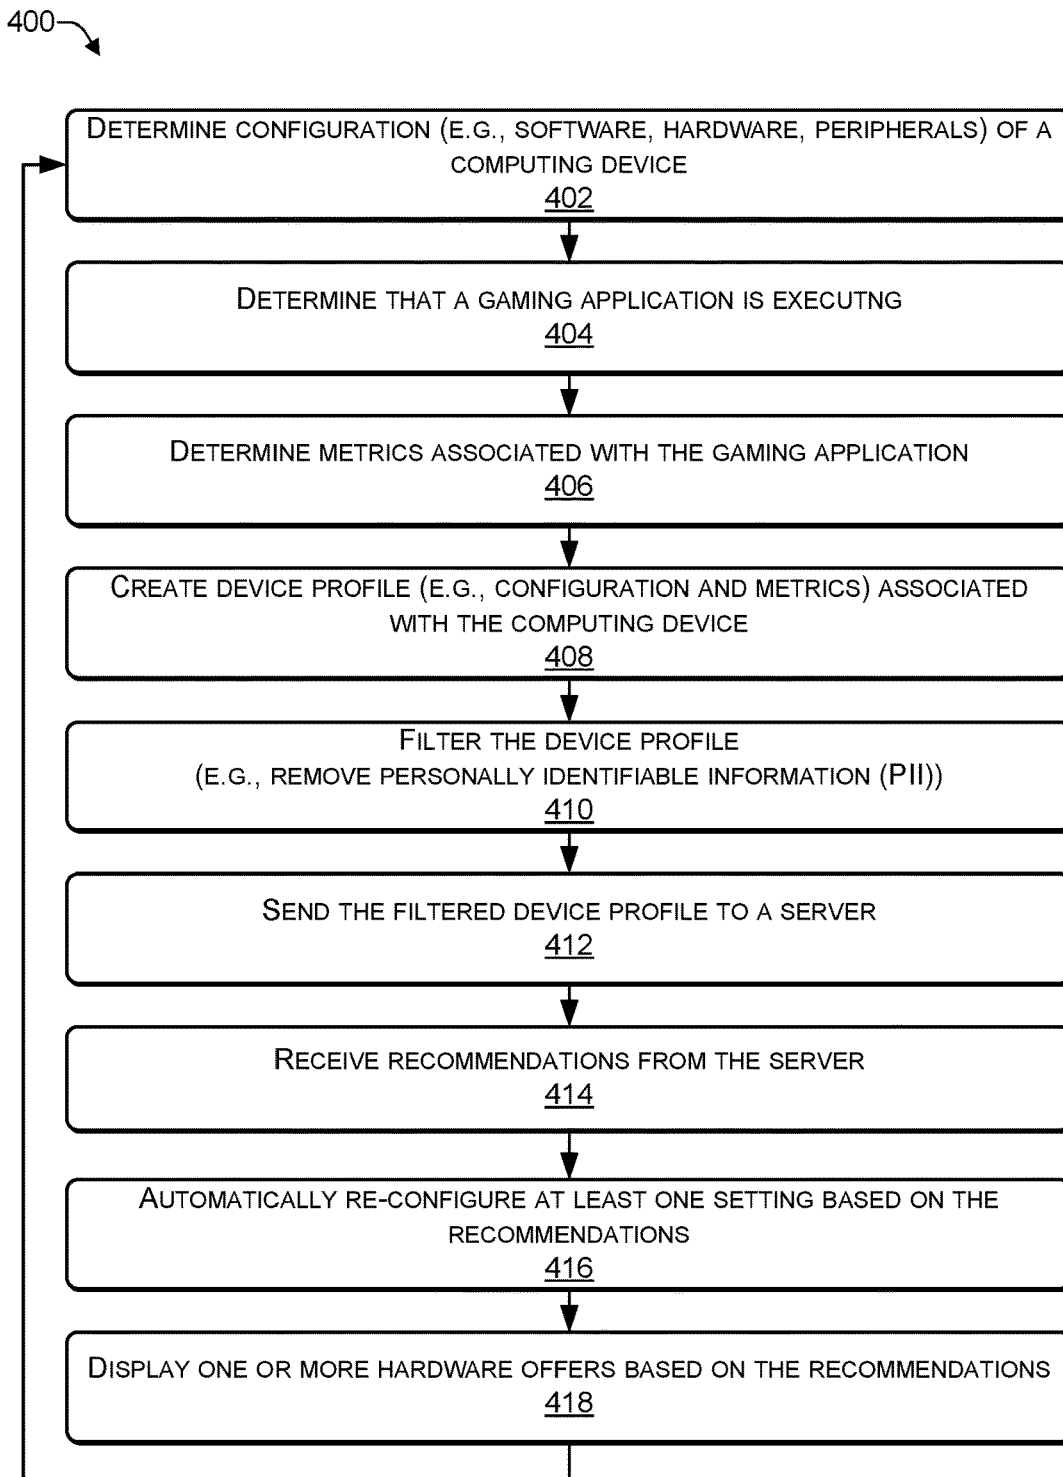 400
DETERMINE CONFIGURATION (E.G., SOFTWARE, HARDWARE, PERIPHERALS) OF A
COMPUTING DEVICE
402
DETERMINE THAT A GAMING APPLICATION IS EXECUTNG
404
DETERMINE METRICS ASSOCIATED WITH THE GAMING APPLICATION
406
CREATE DEVICE PROFILE (E.G., CONFIGURATION AND METRICS) ASSOCIATED
WITH THE COMPUTING DEVICE
408
FILTER THE DEVICE PROFILE
(E.G., REMOVE PERSONALLY IDENTIFIABLE INFORMATION (PII))
410
SEND THE FILTERED DEVICE PROFILE TO A SERVER
412
RECEIVE RECOMMENDATIONS FROM THE SERVER
414
AUTOMATICALLY RE-CONFIGURE AT LEAST ONE SETTING BASED ON THE
RECOMMENDATIONS
416
DISPLAY ONE OR MORE HARDWARE OFFERS BASED ON THE RECOMMENDATIONS
418